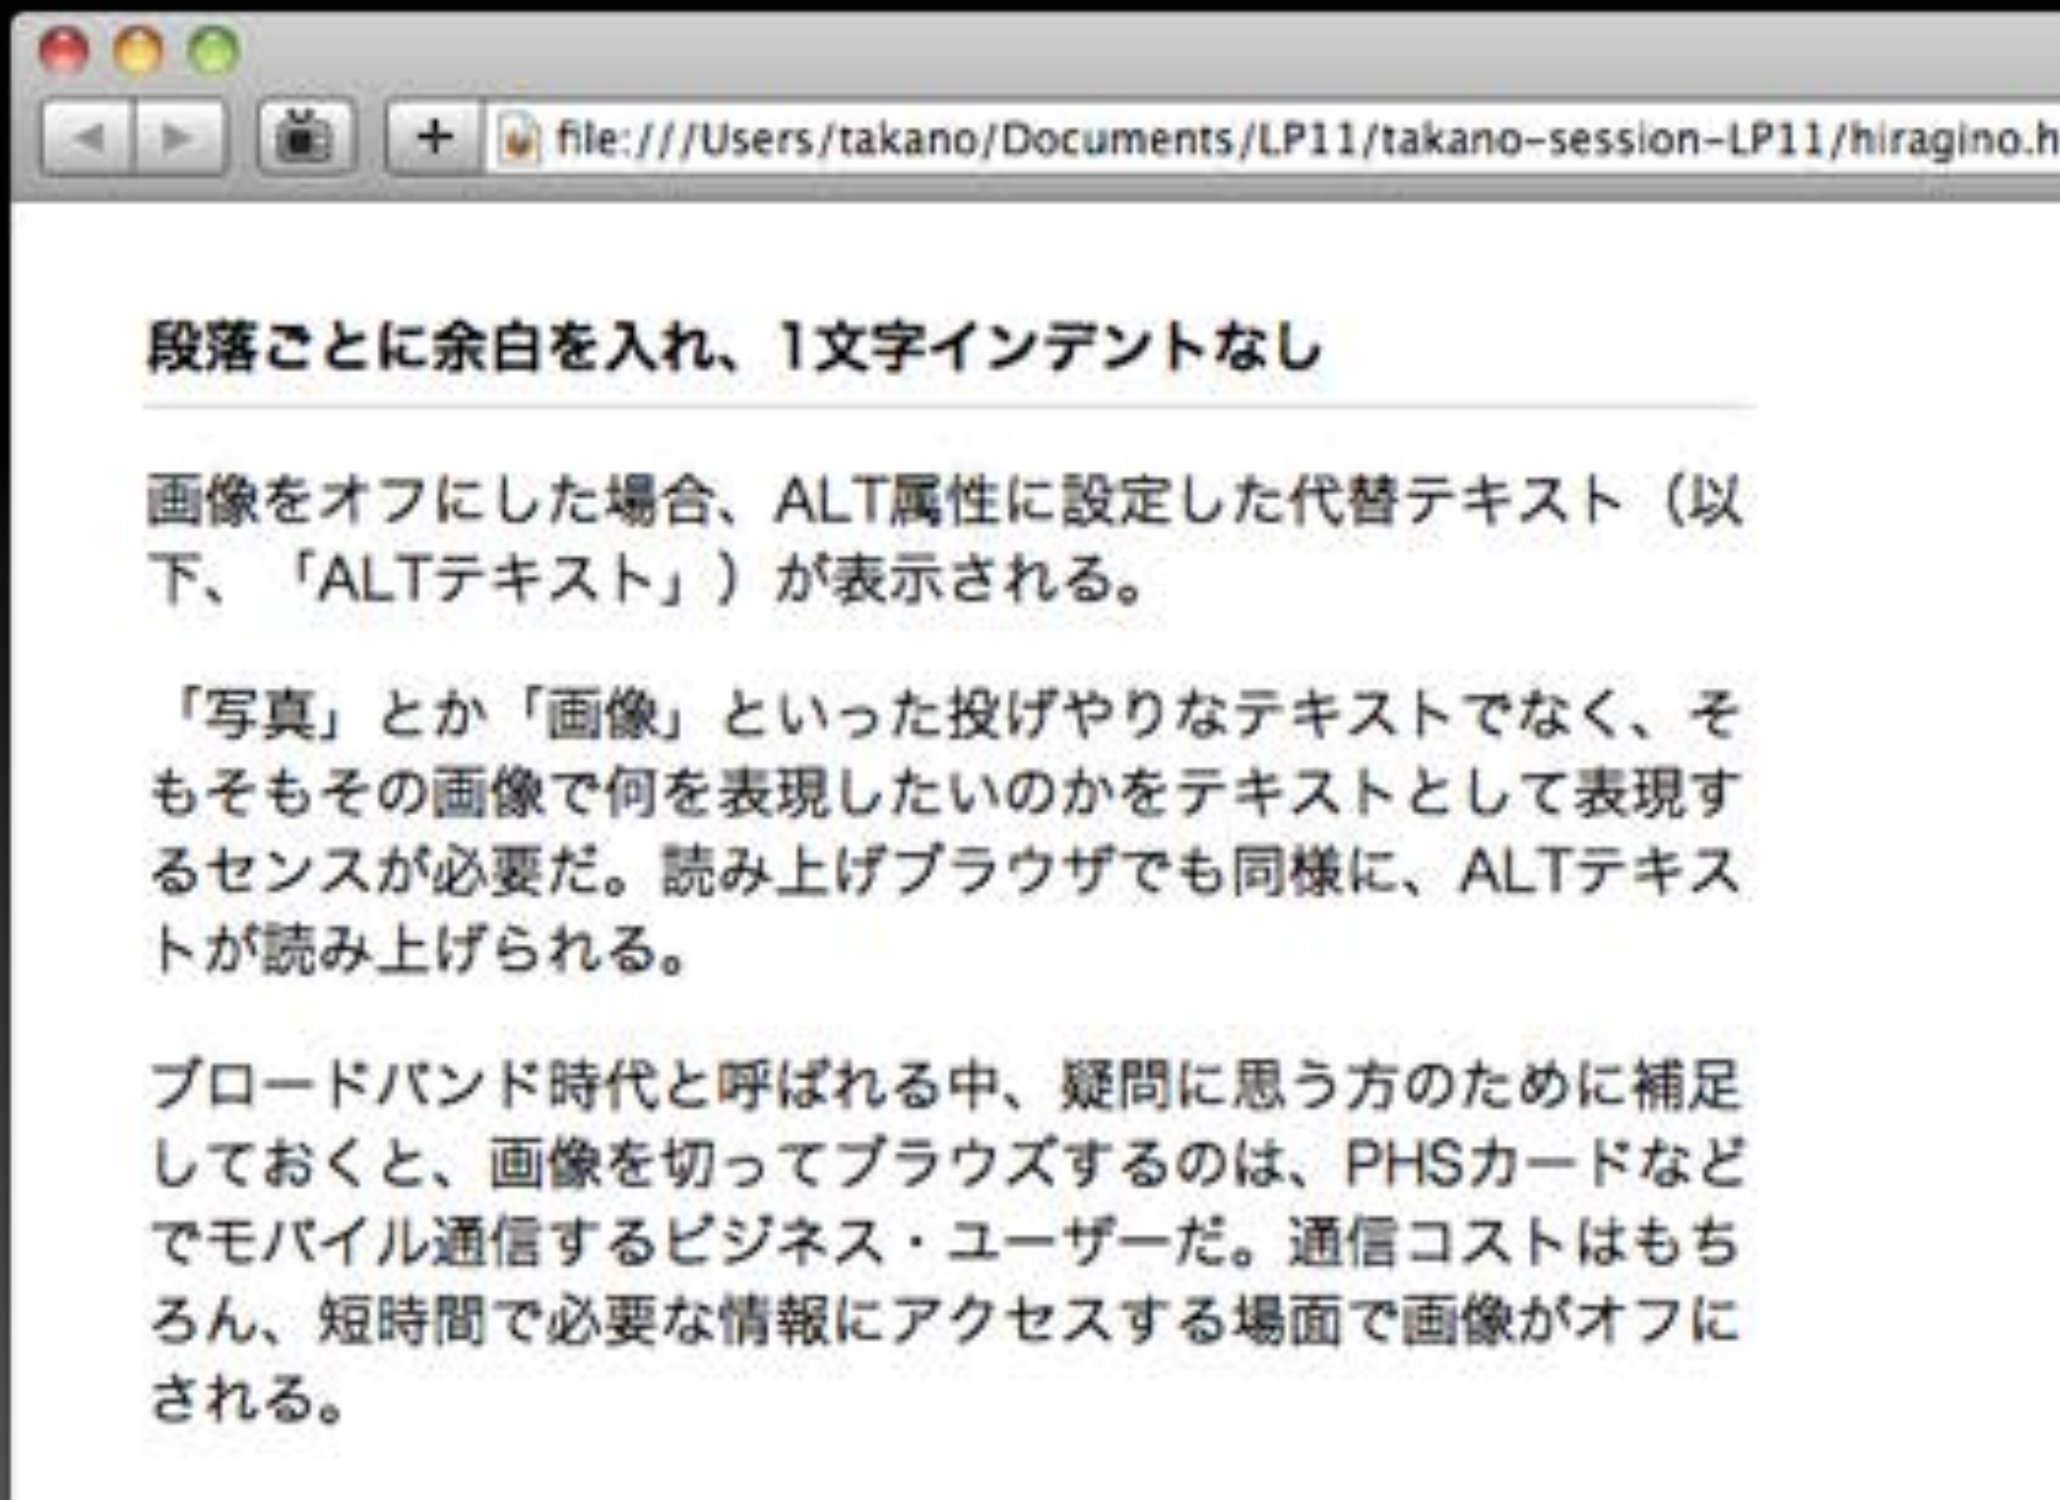 file:///Users/takano/Documents/LP11/takano-session-LP11/hiragino.h
段落ごとに余白を入れ、1文字インデントなし
画像をオフにした場合、ALT属性に設定した代替テキスト（以
下、「ALTテキスト」）が表示される。
「写真」とか「画像」といった投げやりなテキストでなく、そ
もそもその画像で何を表現したいのかをテキストとして表現す
るセンスが必要だ。読み上げブラウザでも同様に、ALTテキス
トが読み上げられる。
ブロードバンド時代と呼ばれる中、疑問に思う方のために補足
しておくと、画像を切ってブラウズするのは、PHSカードなど
でモバイル通信するビジネス・ユーザーだ。通信コストはもち
ろん、短時間で必要な情報にアクセスする場面で画像がオフに
される。